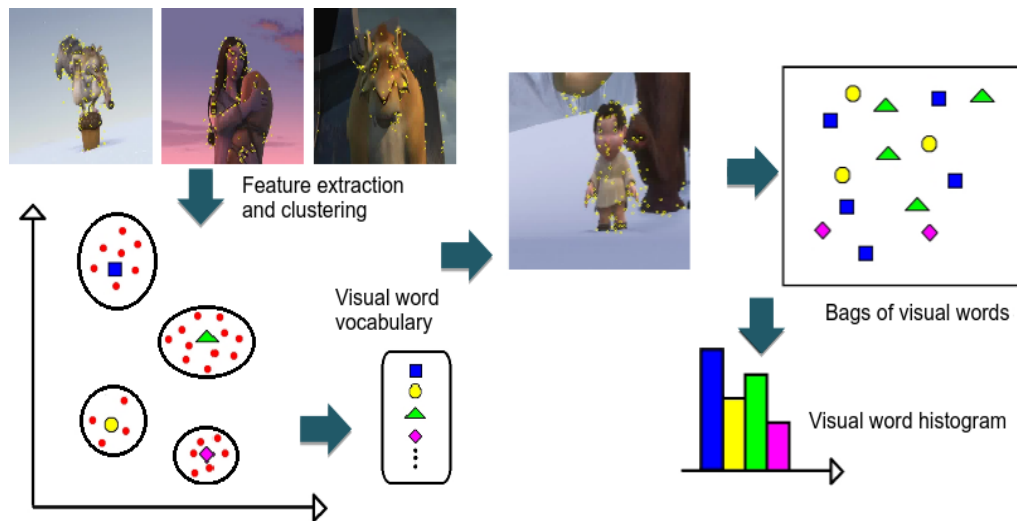 Feature extraction
and clustering
Visual word
vocabulary
Bags of visual words
Visual word histogram